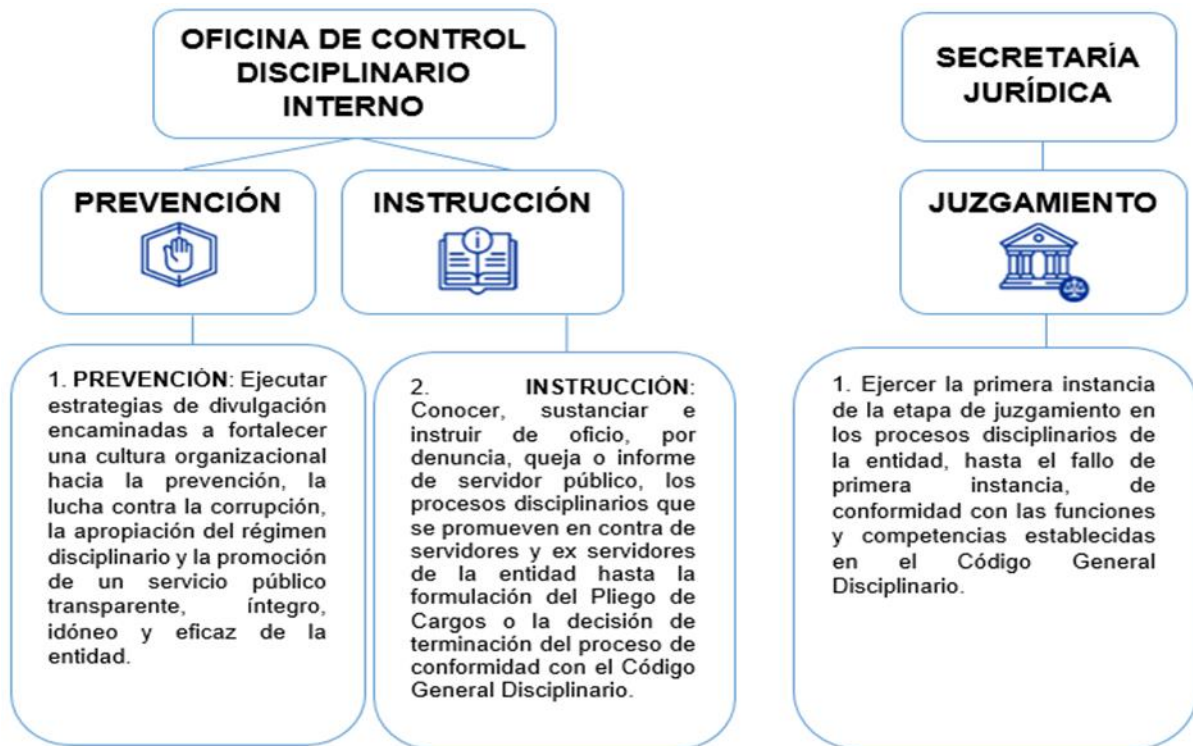 OFICINA DE CONTROL
DISCIPLINARIO
INTERNO
PREVENCIÓN
INSTRUCCIÓN
1. PREVENCIÓN: Ejecutar
estrategias de divulgación
encaminadas a fortalecer
una cultura organizacional
hacia la prevención, la
lucha contra la corrupción,
la apropiación del régimen
disciplinario y la promoción
de un servicio público
transparente, íntegro,
idóneo y eficaz de la
entidad.
2. INSTRUCCIÓN:
Conocer, sustanciar e
instruir de oficio, por
denuncia, queja o informe
de servidor público, los
procesos disciplinarios que
se promueven en contra de
servidores y ex servidores
de la entidad hasta la
formulación del Pliego de
Cargos o la decisión de
terminación del proceso de
conformidad con el Código
General Disciplinario.
SECRETARÍA
JURÍDICA
JUZGAMIENTO
1. Ejercer la primera instancia
de la etapa de juzgamiento en
los procesos disciplinarios de
la entidad, hasta el fallo de
primera instancia, de
conformidad con las funciones
y competencias establecidas
en el Código General
Disciplinario.